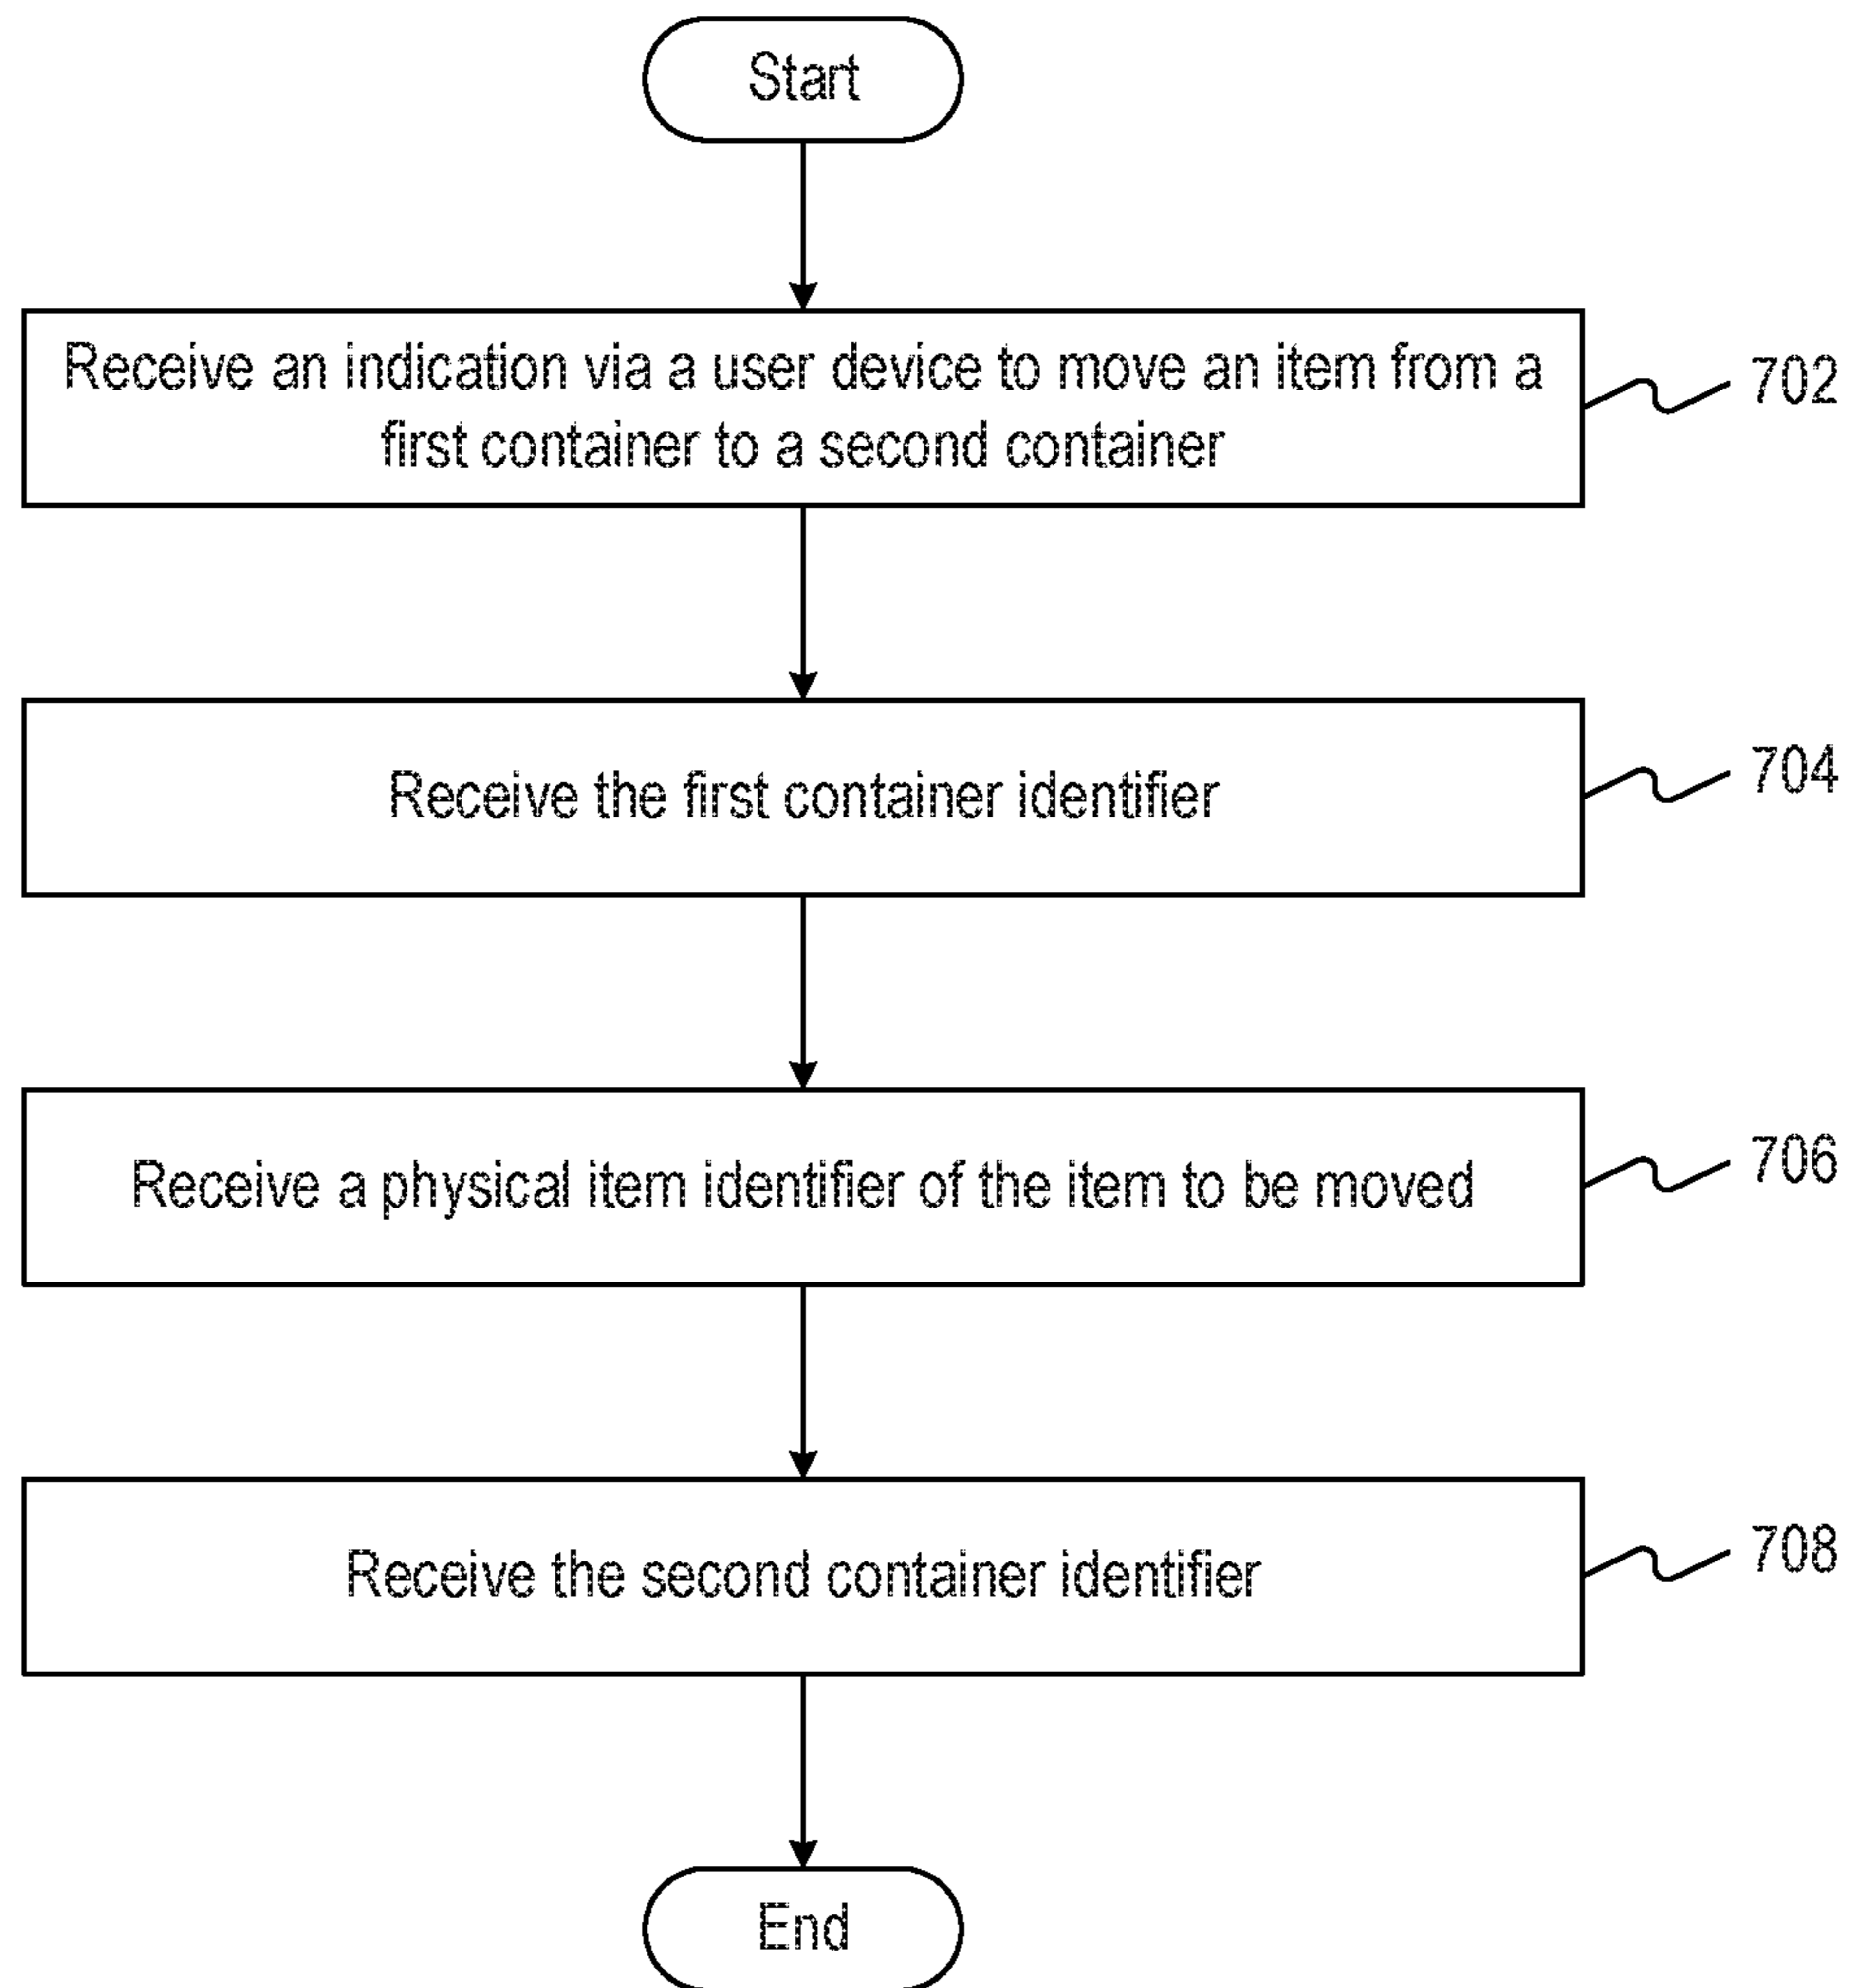 Start
Receive an indication via a user device to move an item from a
first container to a second container
702
Receive the first container identifier
704
Receive a physical item identifier of the item to be moved
706
Receive the second container identifier
708
End